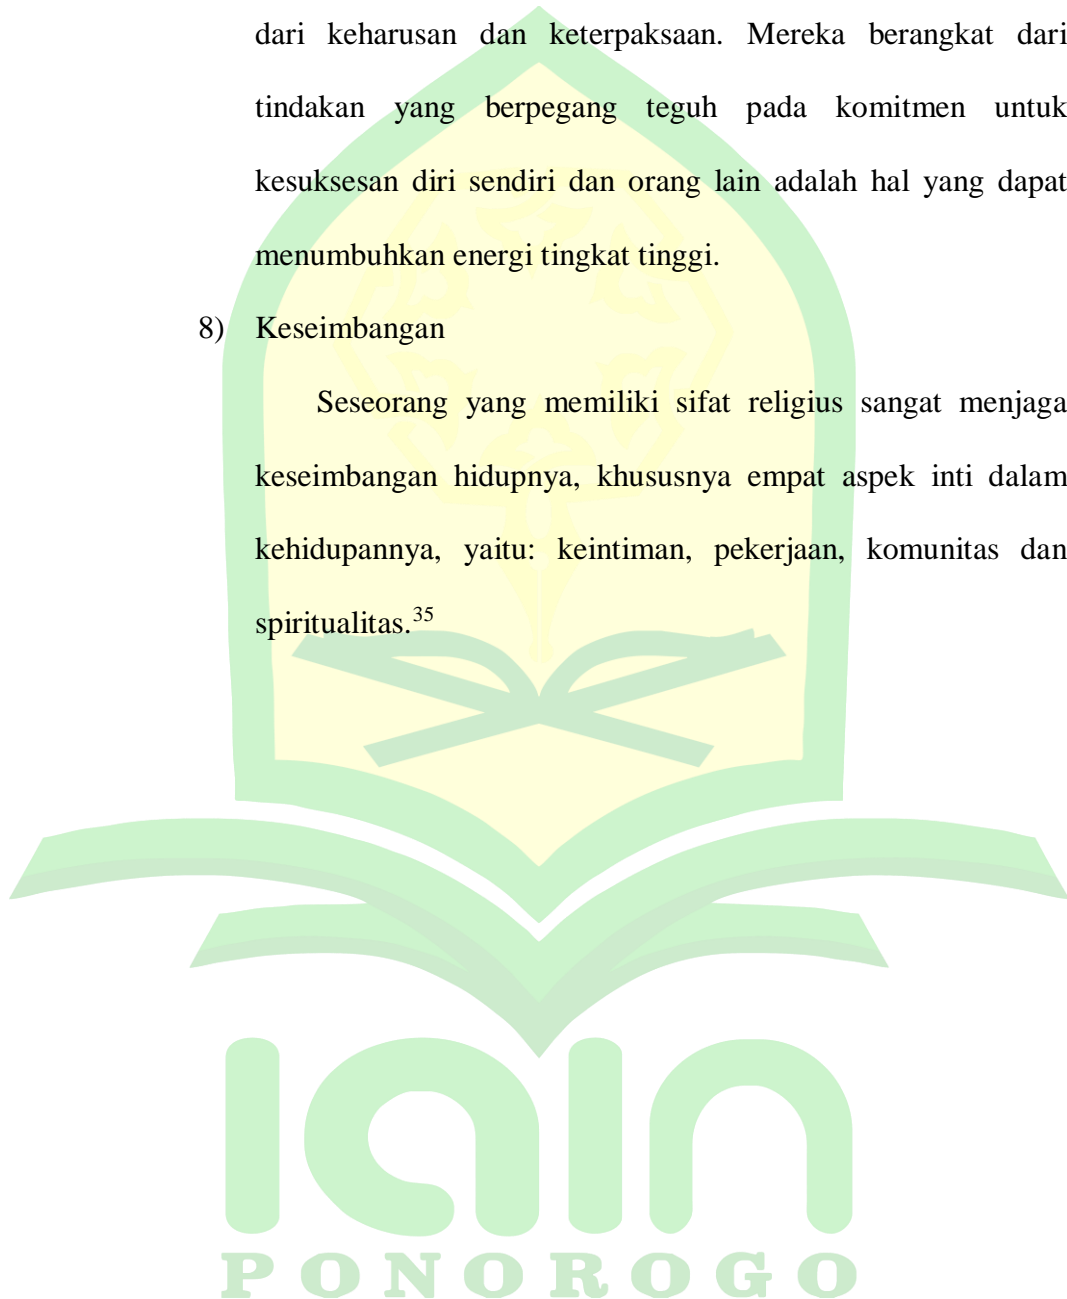 dari keharusan dan keterpaksaan. Mereka berangkat dari
tindakan yang berpegang teguh pada komitmen untuk
kesuksesan diri sendiri dan orang lain adalah hal yang dapat
menumbuhkan energi tingkat tinggi.
8) Keseimbangan
Seseorang yang memiliki sifat religius sangat menjaga
keseimbangan hidupnya, khususnya empat aspek inti dalam
kehidupannya, yaitu: keintiman, pekerjaan, komunitas dan
spiritualitas.35
iain
PONOROGO